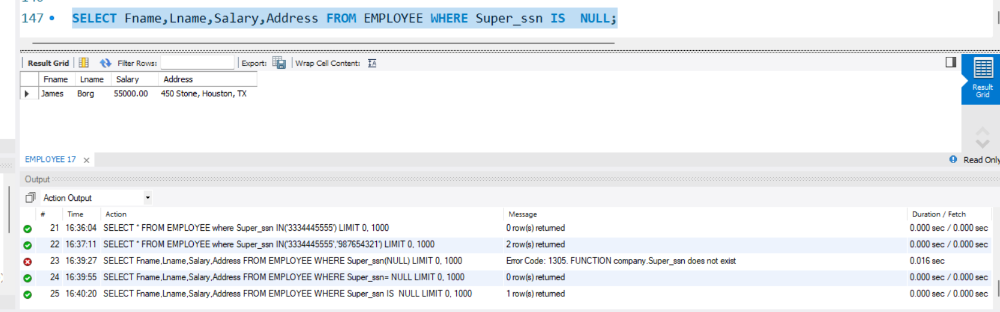 147 SELECT Fname,Lname,Salary,Address FROM EMPLOYEE WHERE Super_ssn IS  NULL;
Result Grid Filter Rows: Export: Wrap Cell Content:
Fname Lname Salary Address
James Borg 55000.00 450 Stone, Houston, TX
Result
Grid
EMPLOYEE 17 Read Only
Output
Action Output
# Time Action Message Duration / Fetch
21 16:36:04 SELECT * FROM EMPLOYEE where Super_ssn IN('3334445555') LIMIT 0, 1000 0 row(s) returned 0.000 sec / 0.000 sec
22 16:37:11 SELECT * FROM EMPLOYEE where Super_ssn IN('3334445555','987654321') LIMIT 0, 1000 2 row(s) returned 0.000 sec / 0.000 sec
23 16:39:27 SELECT Fname,Lname,Salary,Address FROM EMPLOYEE WHERE Super_ssn(NULL) LIMIT 0, 1000 Error Code: 1305. FUNCTION company.Super_ssn does not exist 0.016 sec
24 16:39:55 SELECT Fname,Lname,Salary,Address FROM EMPLOYEE WHERE Super_ssn= NULL LIMIT 0, 1000 0 row(s) returned 0.000 sec / 0.000 sec
25 16:40:20 SELECT Fname,Lname,Salary,Address FROM EMPLOYEE WHERE Super_ssn IS  NULL LIMIT 0, 1000 1 row(s) returned 0.000 sec / 0.000 sec